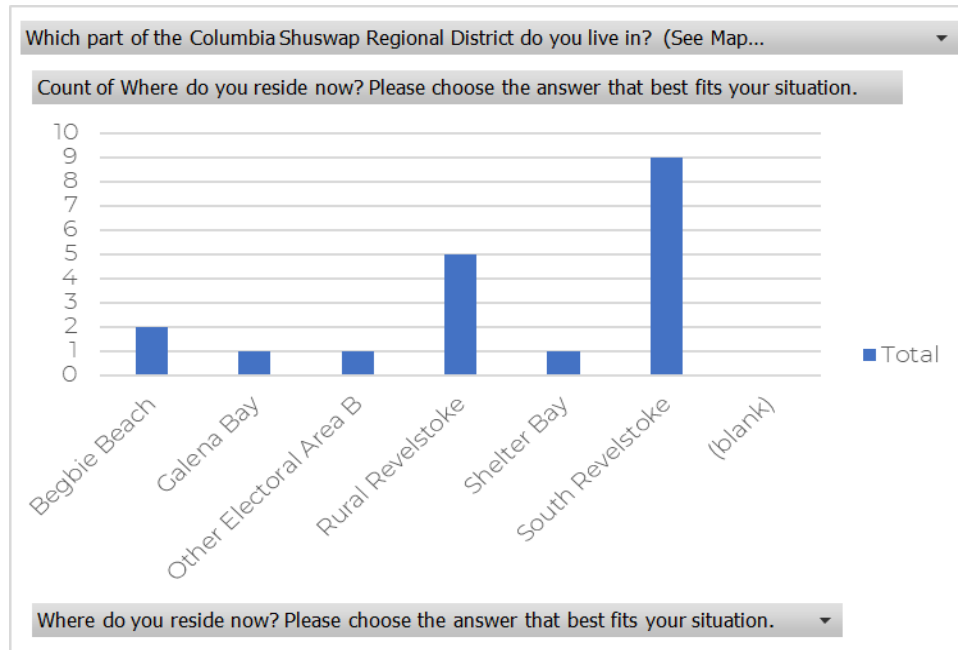 Which part of the Columbia Shuswap Regional District do you live in? (See Map...
Count of Where do you reside now? Please choose the answer that best fits your situation.
10
9
8
7
6
5
4
3
2
1
0
Begbie Beach
Galena Bay
Other Electoral Area B
Rural Revelstoke
Shelter Bay
South Revelstoke
(blank)
Total
Where do you reside now? Please choose the answer that best fits your situation.